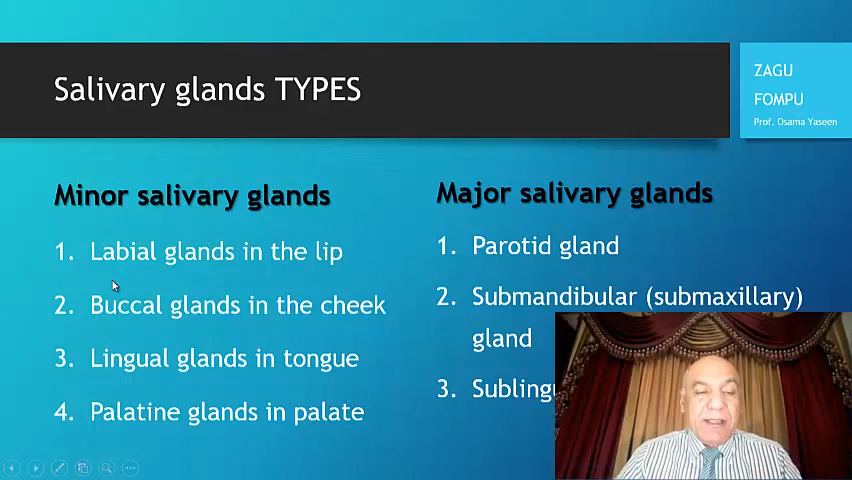 Salivary glands TYPES
ZAGU
FOMPU
Prof. Osama Yaseen
Minor salivary glands
1. Labial glands in the lip
2. Buccal glands in the cheek
3. Lingual glands in tongue
4. Palatine glands in palate
Major salivary glands
1. Parotid gland
2. Submandibular (submaxillary)
gland
3.